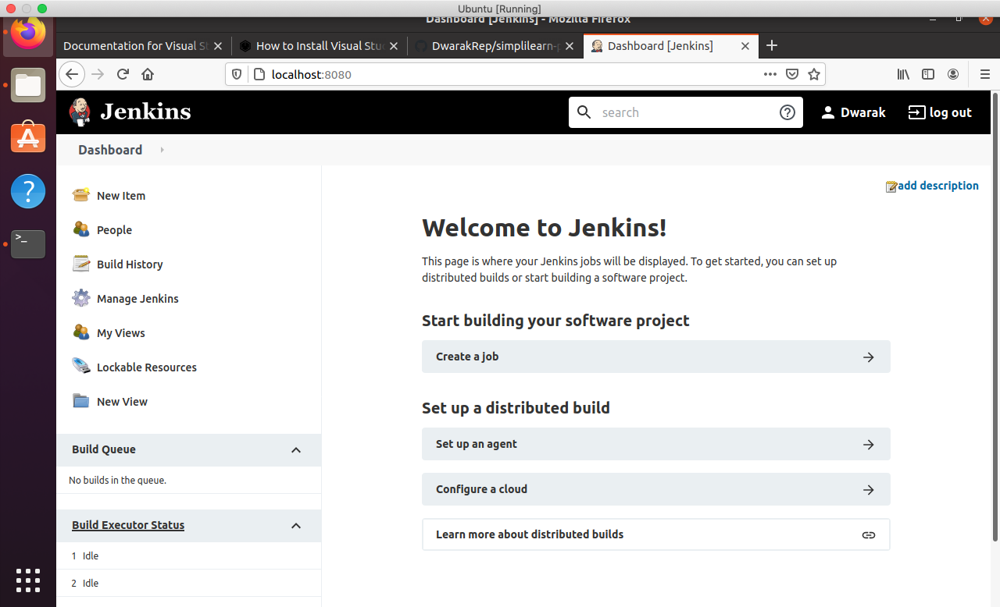 Ubuntu [Running]
Dashboard [Jenkins] - Mozilla Firefox
Documentation for Visual St
How to Install Visual Stud
DwarakRep/simplilearn-p
Dashboard [Jenkins]
localhost:8080
Jenkins
search
Dwarak
log out
Dashboard
New Item
People
Build History
Manage Jenkins
My Views
Lockable Resources
New View
Build Queue
No builds in the queue.
Build Executor Status
1 Idle
2 Idle
add description
Welcome to Jenkins!
This page is where your Jenkins jobs will be displayed. To get started, you can set up
distributed builds or start building a software project.
Start building your software project
Create a job
Set up a distributed build
Set up an agent
Configure a cloud
Learn more about distributed builds